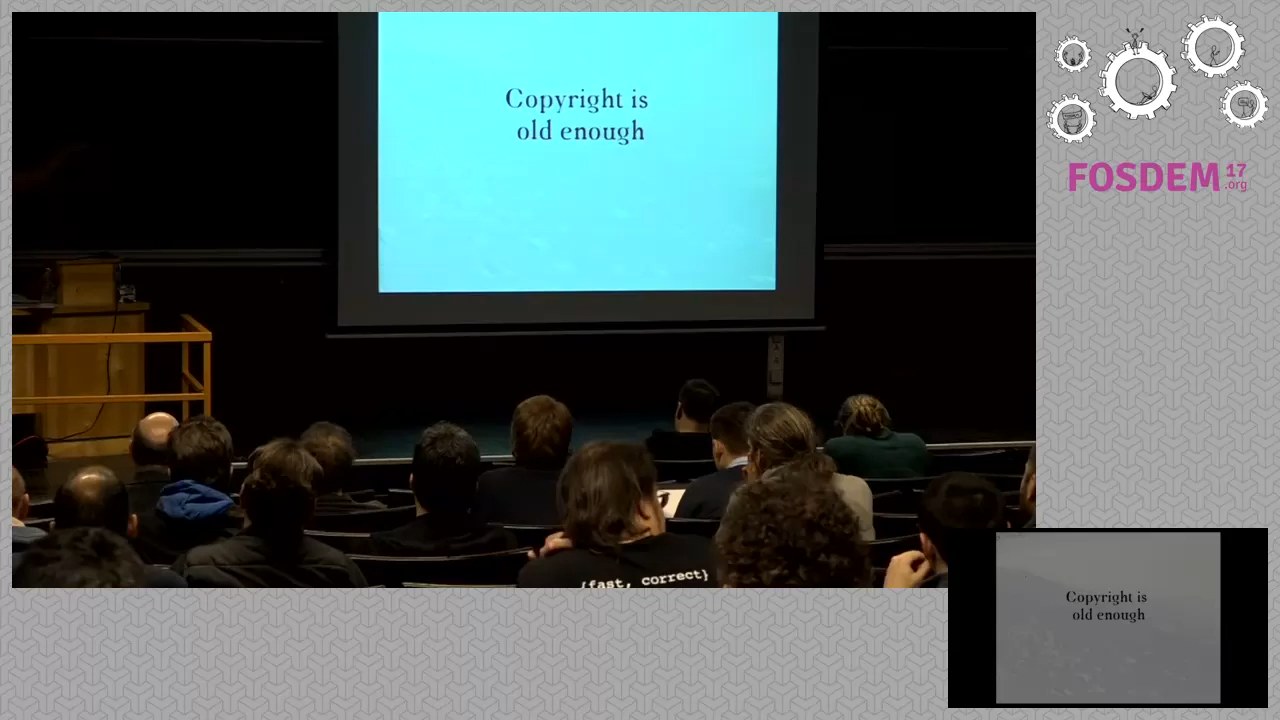 Copyright is
old enough
FOSDEM 17
.org
{fast, correct}
Copyright is
old enough